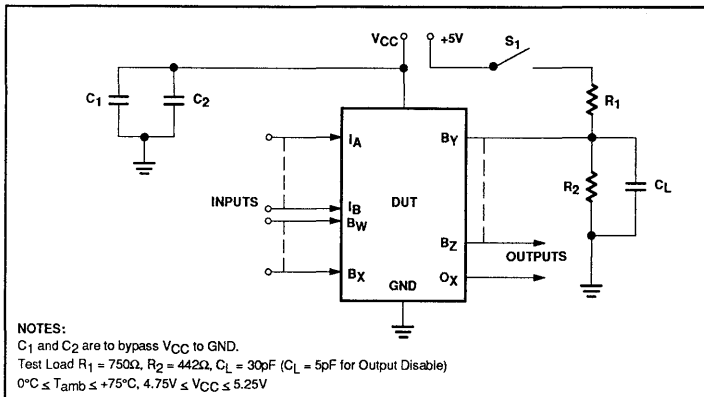 VCC +5V S1
C1 C2 R1
IA BY
R2 CL
INPUTS IB DUT
BW
BZ OUTPUTS
BX GND OX
NOTES:
C1 and C2 are to bypass VCC to GND.
Test Load R1 = 750Ω, R2 = 442Ω, CL = 30pF (CL = 5pF for Output Disable)
0°C ≤ Tamb ≤ +75°C, 4.75V ≤ VCC ≤ 5.25V